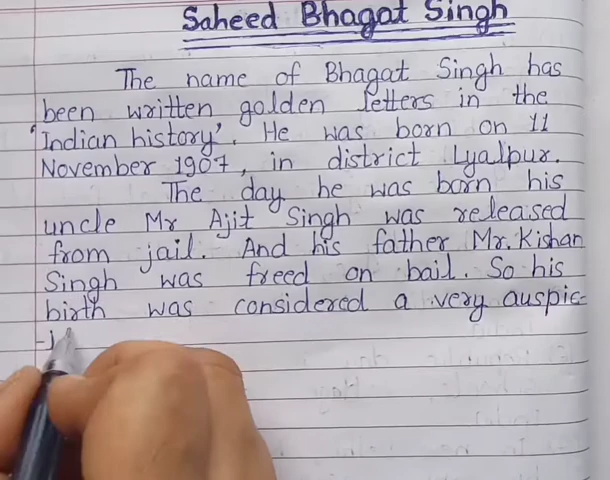 Saheed Bhagat Singh
The name of Bhagat Singh has
been written golden letters in the
'Indian history'. He was born on 11
November 1907, in district Lyalpur.
The day he was born his
uncle Mr Ajit Singh was released
from jail. And his father Mr. Kishan
Singh was freed on bail. So his
birth was considered a very auspic-
-i